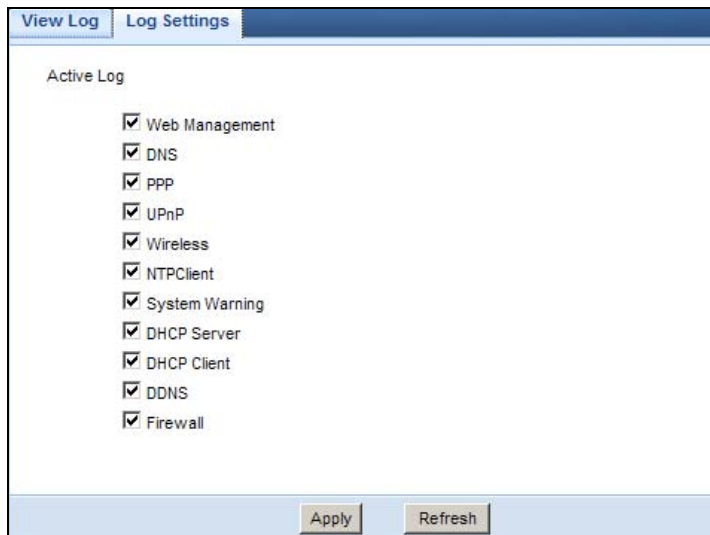 View Log Log Settings
Active Log
Web Management
DNS
PPP
UPnP
Wireless
NTPClient
System Warning
DHCP Server
DHCP Client
DDNS
Firewall
Apply Refresh